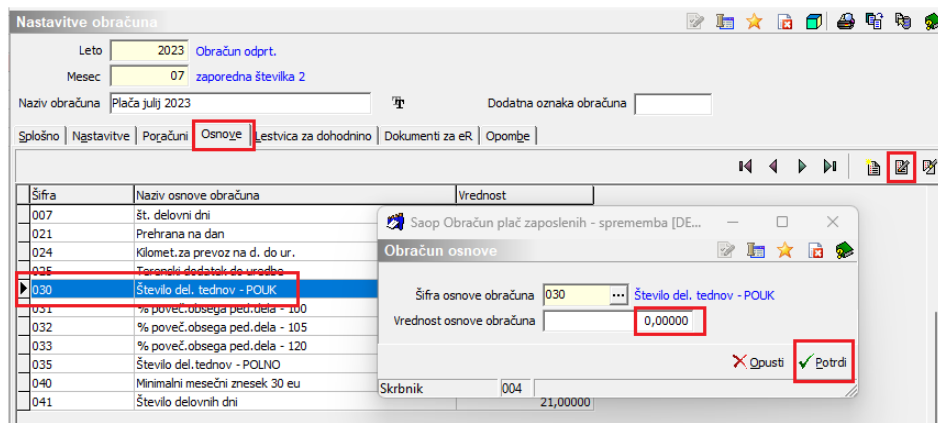 Nastavitve obračuna
Leto 2023 Obračun odprt.
Mesec 07 zaporedna številka 2
Naziv obračuna Plača julij 2023 Dodatna oznaka obračuna
Splošno Nastavitve Poračuni Osnove Lestvica za dohodnino Dokumenti za eR Opombe
Šifra Naziv osnove obračuna Vrednost
007 št. delovni dni
021 Prehrana na dan
024 Kilomet.za prevoz na d. do ur.
025 Terenski dodatek do uredbe
030 Število del. tednov - POUK
031 % poveč.obsega ped.dela - 100
032 % poveč.obsega ped.dela - 105
033 % poveč.obsega ped.dela - 120
035 Število del.tednov - POLNO
040 Minimalni mesečni znesek 30 eu
041 Število delovnih dni 21,00000
Saop Obračun plač zaposlenih - sprememba [DE...
Obračun osnove
Šifra osnove obračuna 030 ... Število del. tednov - POUK
Vrednost osnove obračuna 0,00000
Opusti Potrdi
Skrbnik 004